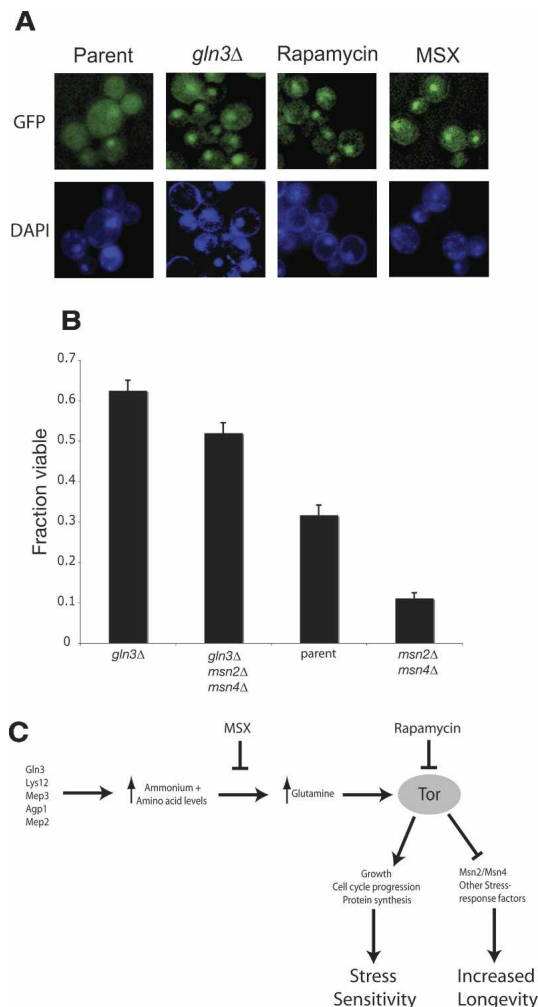 A
Parent gln3Δ Rapamycin MSX
GFP
DAPI
B
Fraction viable
0.7
0.6
0.5
0.4
0.3
0.2
0.1
0
gln3Δ
gln3Δ
msn2Δ
msn4Δ
parent
msn2Δ
msn4Δ
C
MSX
Rapamycin
Gln3
Lys12
Mep3
Agp1
Mep2
Ammonium +
Amino acid levels
Glutamine
Tor
Growth
Cell cycle progression
Protein synthesis
Msn2/Msn4
Other Stress-
response factors
Stress
Sensitivity
Increased
Longevity